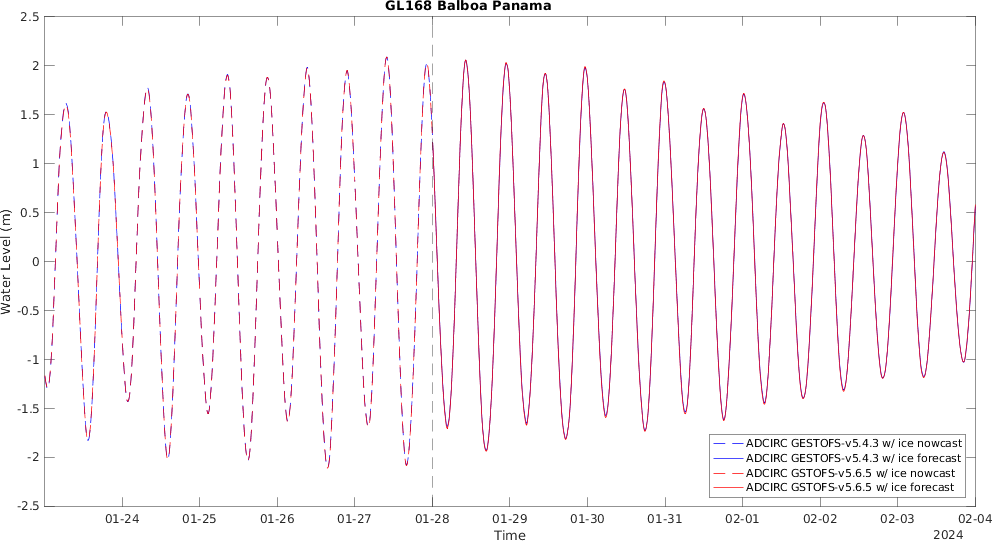 GL168 Balboa Panama
2.5
2
1.5
1
0.5
0
-0.5
-1
-1.5
-2
-2.5
Water Level (m)
ADCIRC GESTOFS-v5.4.3 w/ ice nowcast
ADCIRC GESTOFS-v5.4.3 w/ ice forecast
ADCIRC GSTOFS-v5.6.5 w/ ice nowcast
ADCIRC GSTOFS-v5.6.5 w/ ice forecast
01-24 01-25 01-26 01-27 01-28 01-29 01-30 01-31 02-01 02-02 02-03 02-04
Time
2024